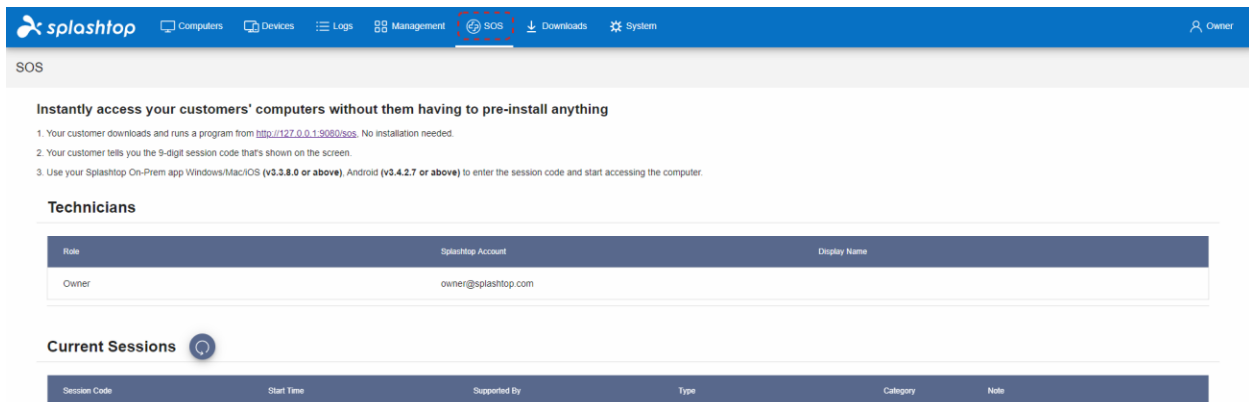 splashtop Computers Devices Logs Management SOS Downloads System Owner
SOS
Instantly access your customers' computers without them having to pre-install anything
1. Your customer downloads and runs a program from http://127.0.0.1:9080/sos, No installation needed.
2. Your customer tells you the 9-digit session code that's shown on the screen.
3. Use your Splashtop On-Prem app Windows/Mac/iOS (v3.3.8.0 or above), Android (v3.4.2.7 or above) to enter the session code and start accessing the computer.
Technicians
Role Splashtop Account Display Name
Owner owner@splashtop.com
Current Sessions
Session Code Start Time Supported By Type Category Note